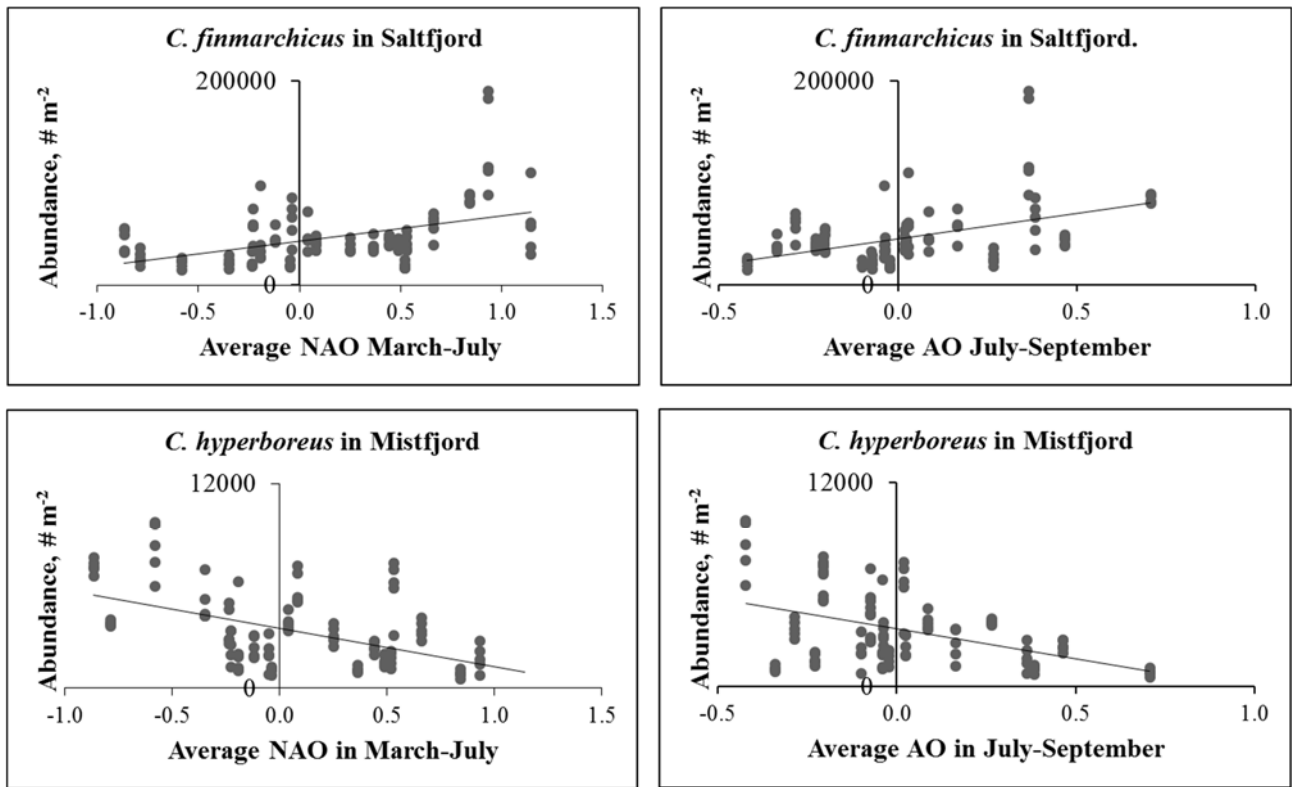 C. finmarchicus in Saltfjord
200000
Abundance, # m-2
0
-1.0 -0.5 0.0 0.5 1.0 1.5
Average NAO March-July
C. finmarchicus in Saltfjord.
200000
Abundance, # m-2
0
-0.5 0.0 0.5 1.0
Average AO July-September
C. hyperboreus in Mistfjord
12000
Abundance, # m-2
0
-1.0 -0.5 0.0 0.5 1.0 1.5
Average NAO in March-July
C. hyperboreus in Mistfjord
12000
Abundance, # m-2
0
-0.5 0.0 0.5 1.0
Average AO in July-September